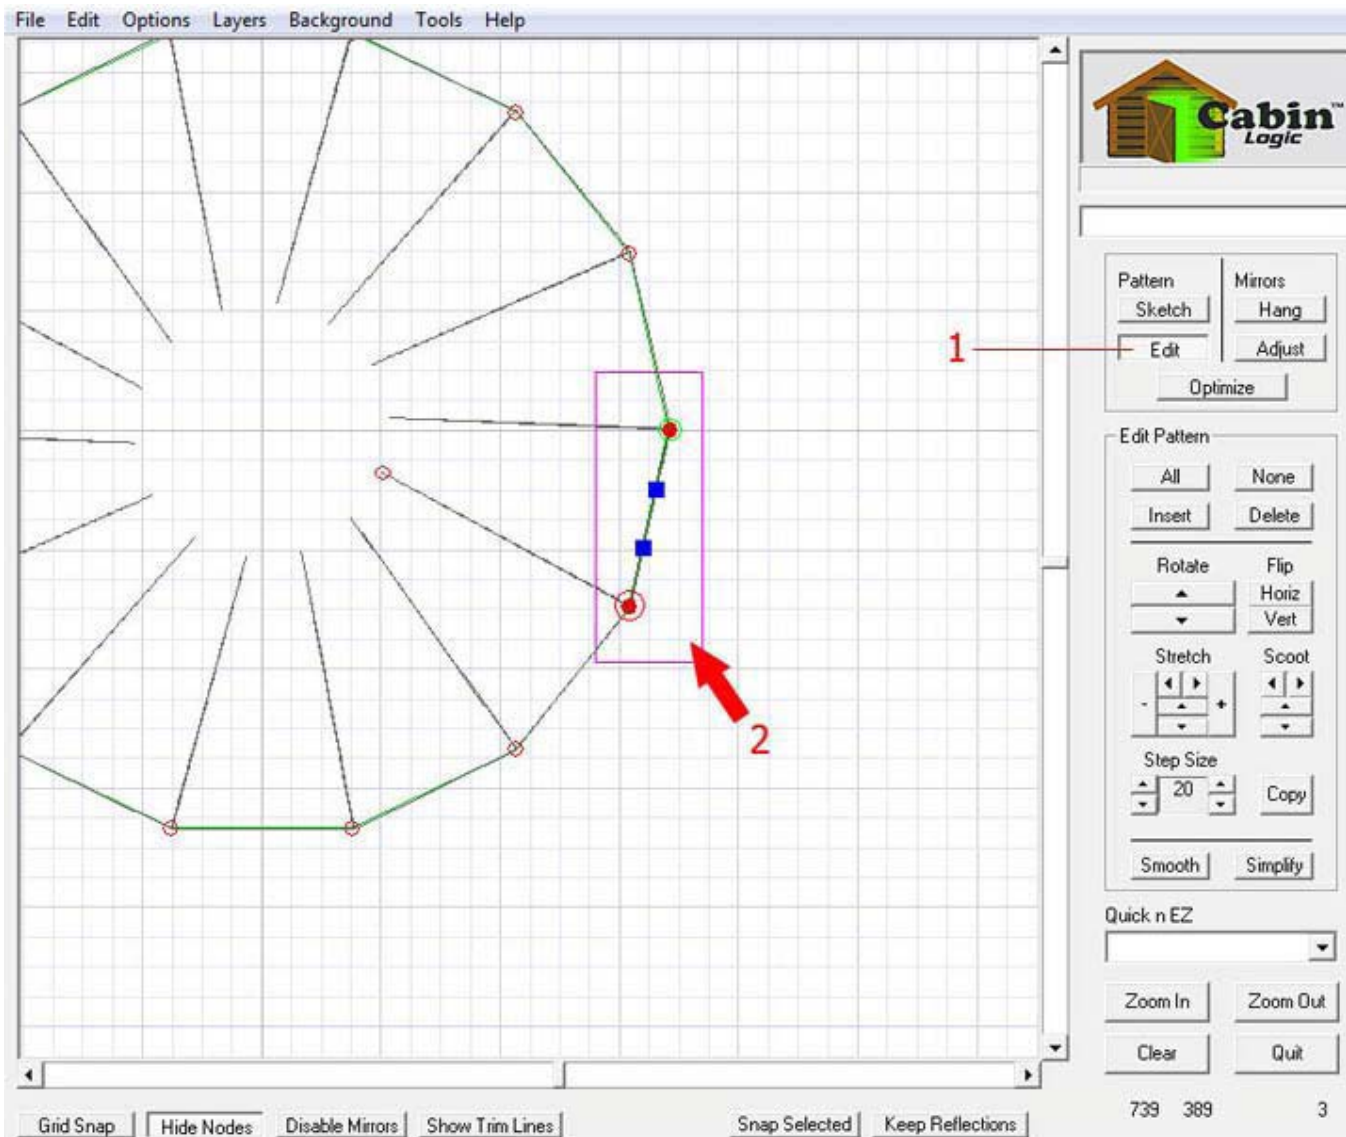 File Edit Options Layers Background Tools Help
Cabin™
Logic
Pattern Mirrors
Sketch Hang
1 Edit Adjust
Optimize
Edit Pattern
All None
Insert Delete
Rotate Flip
Horiz
Vert
Stretch Scoot
- +
2
Step Size
20 Copy
Smooth Simplify
Quick n EZ
Zoom In Zoom Out
Clear Quit
739 389 3
Grid Snap Hide Nodes Disable Mirrors Show Trim Lines Snap Selected Keep Reflections